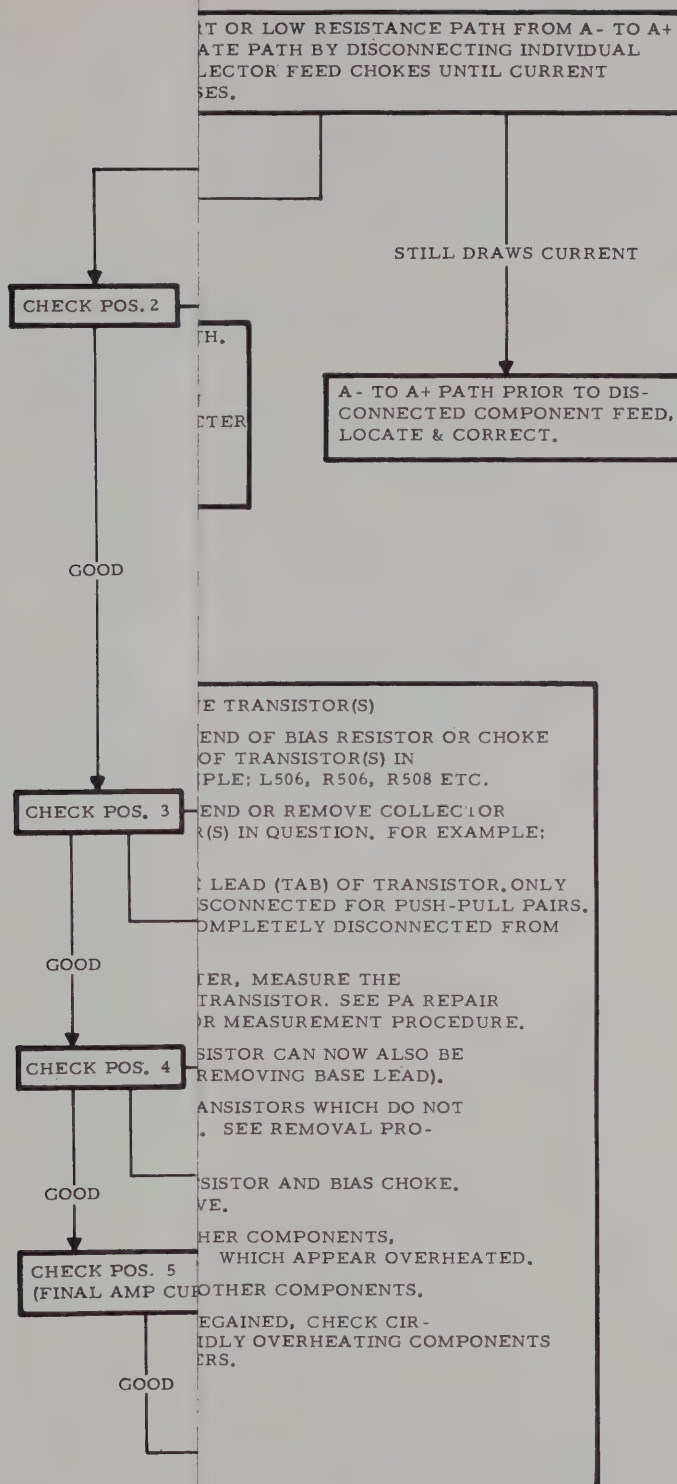 RT OR LOW RESISTANCE PATH FROM A- TO A+
ATE PATH BY DISCONNECTING INDIVIDUAL
LECTOR FEED CHOKES UNTIL CURRENT
SES.
STILL DRAWS CURRENT
CHECK POS. 2
TH.
ETER
A- TO A+ PATH PRIOR TO DIS-
CONNECTED COMPONENT FEED,
LOCATE & CORRECT.
GOOD
E TRANSISTOR(S)
END OF BIAS RESISTOR OR CHOKE
OF TRANSISTOR(S) IN
PLE; L506, R506, R508 ETC.
CHECK POS. 3
END OR REMOVE COLLECTOR
R(S) IN QUESTION. FOR EXAMPLE;
LEAD (TAB) OF TRANSISTOR. ONLY
SCONNECTED FOR PUSH-PULL PAIRS.
OMPLETELY DISCONNECTED FROM
GOOD
TER, MEASURE THE
TRANSISTOR. SEE PA REPAIR
OR MEASUREMENT PROCEDURE.
CHECK POS. 4
SISTOR CAN NOW ALSO BE
REMOVING BASE LEAD).
ANSISTORS WHICH DO NOT
. SEE REMOVAL PRO-
GOOD
SISTOR AND BIAS CHOKE.
VE.
HER COMPONENTS,
WHICH APPEAR OVERHEATED.
CHECK POS. 5
(FINAL AMP CU
OTHER COMPONENTS.
EGAINED, CHECK CIR-
IDLY OVERHEATING COMPONENTS
ERS.
GOOD